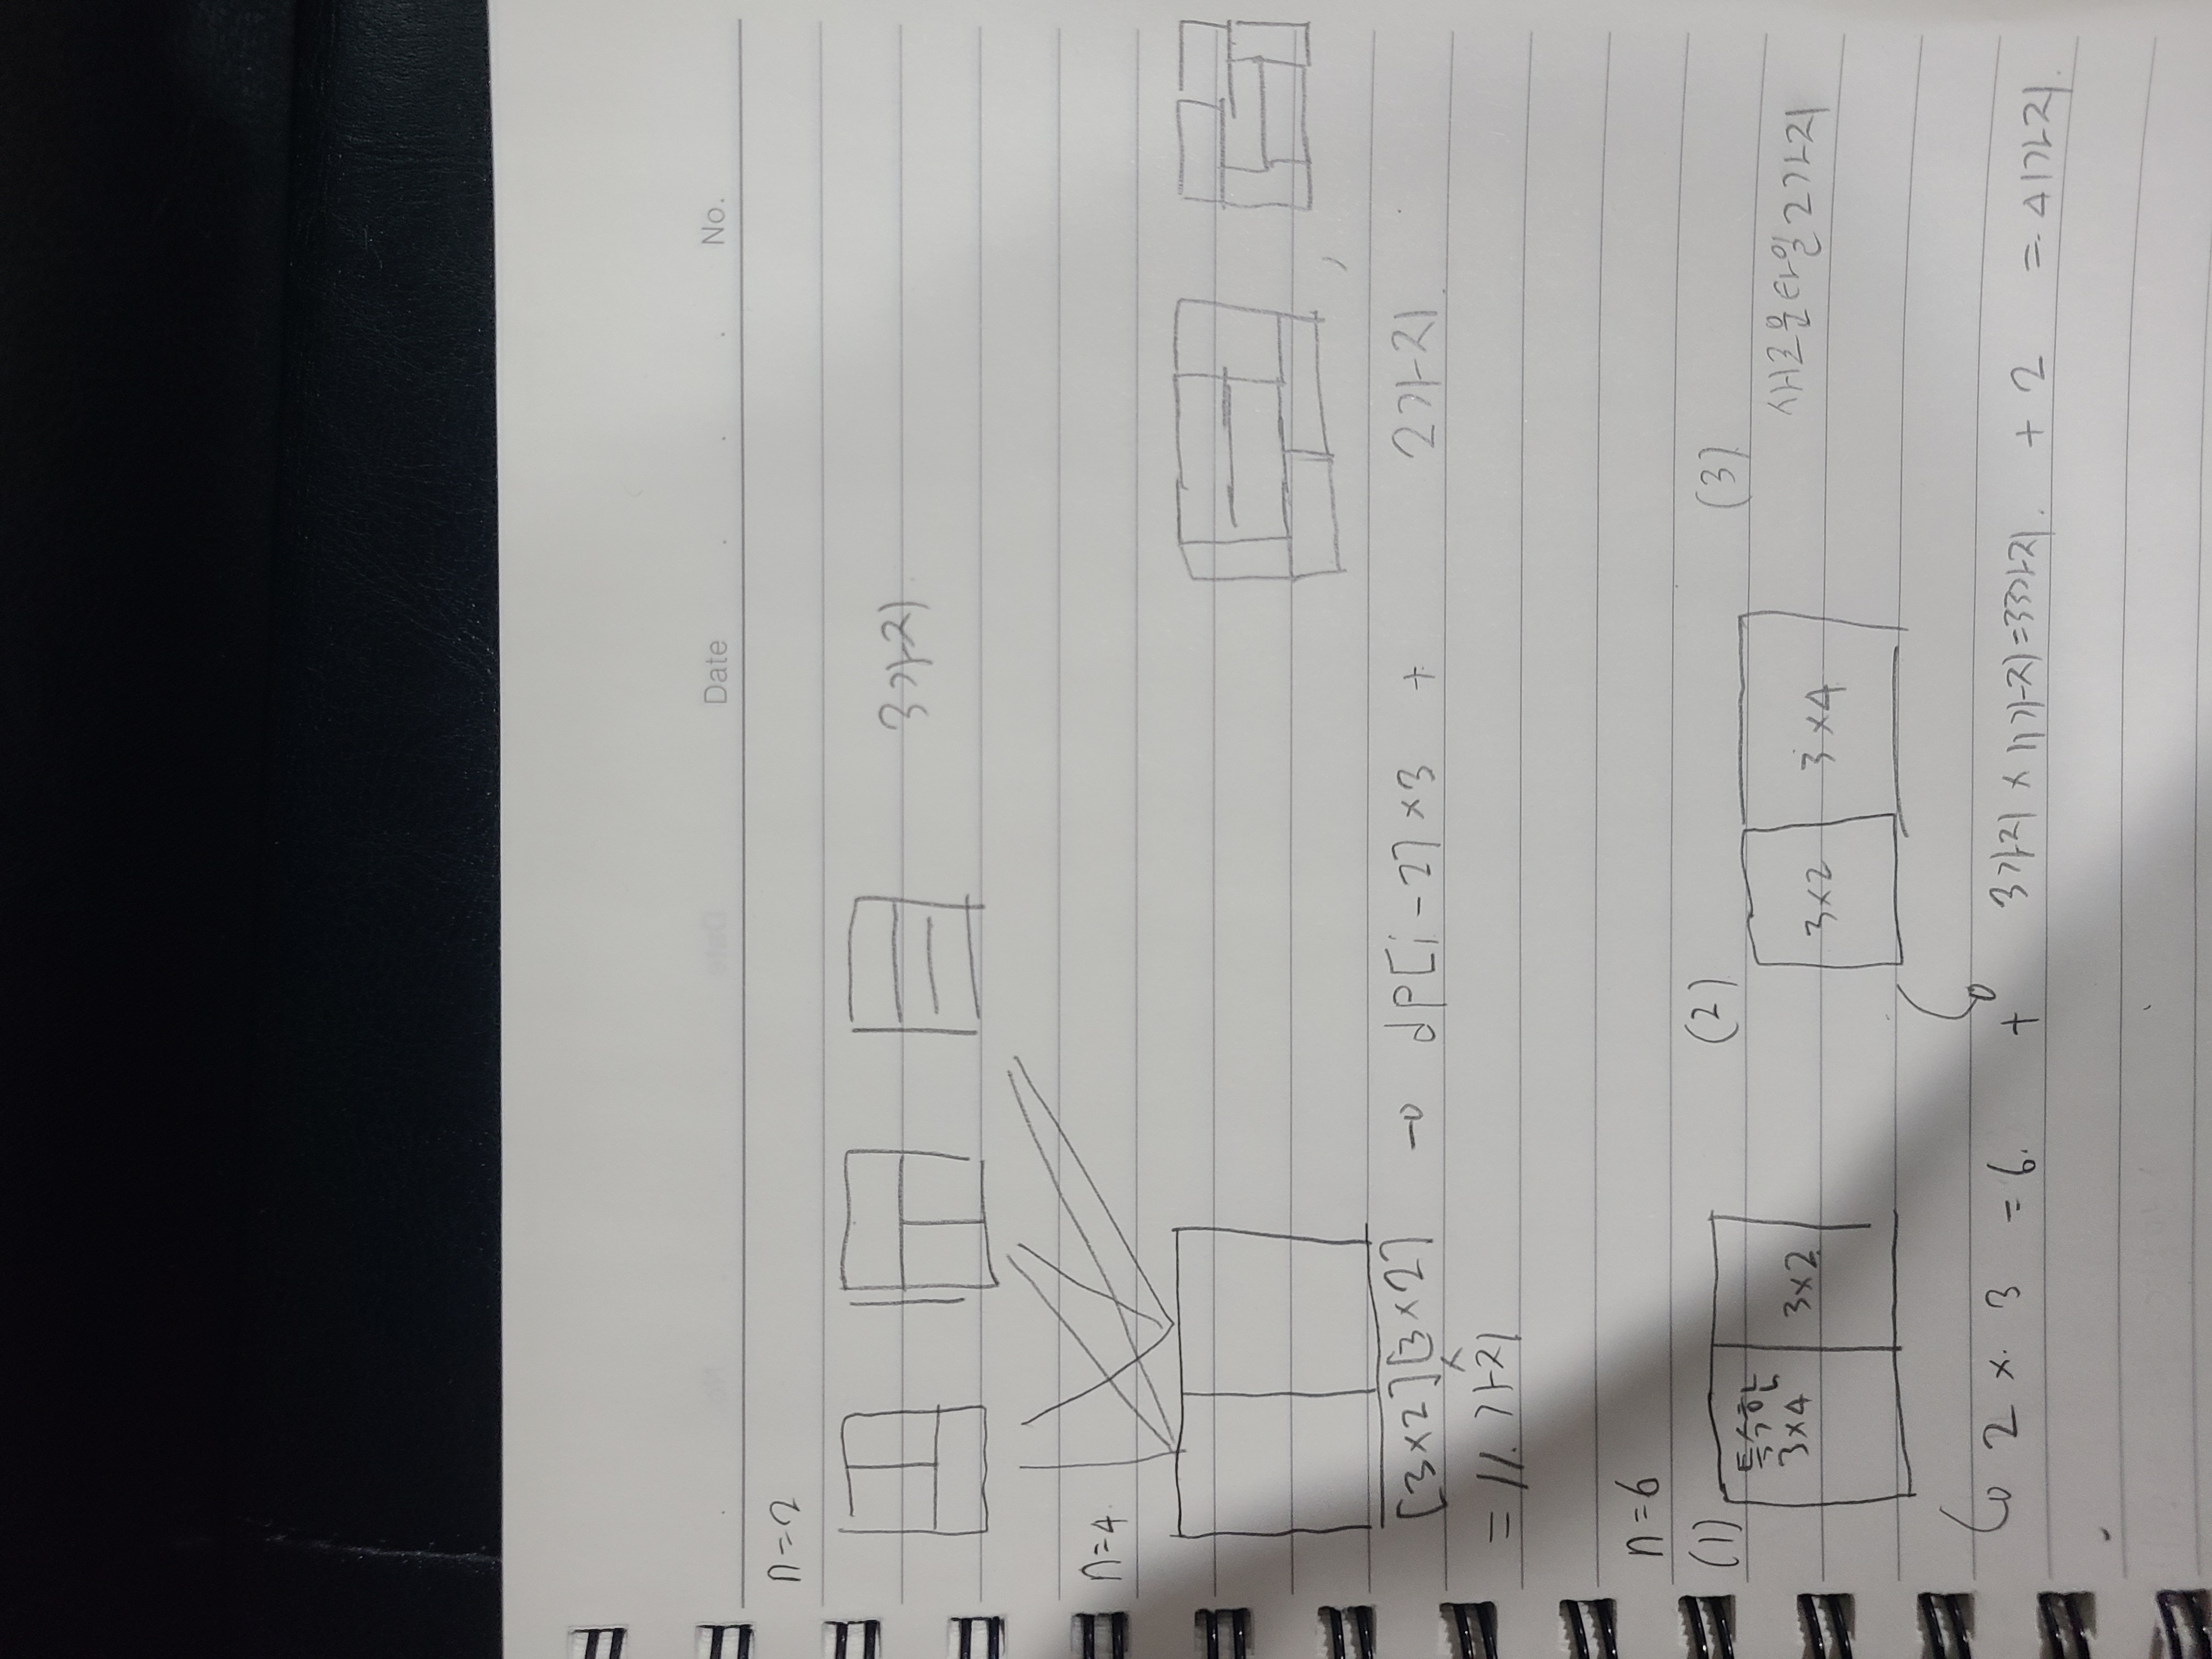 Date . . . No.
n=2
3가지
n=4
[3×2][3×2] → dp[i-2]×3 + 2가지
= 11.가지
n=6
(1) (2) (3)
특수한
3×4 3×2 3×2 3×4 새로운타일2가지
2 × 3 = 6. + 3가지 × 11가지=33가지. + 2 = 41가지.